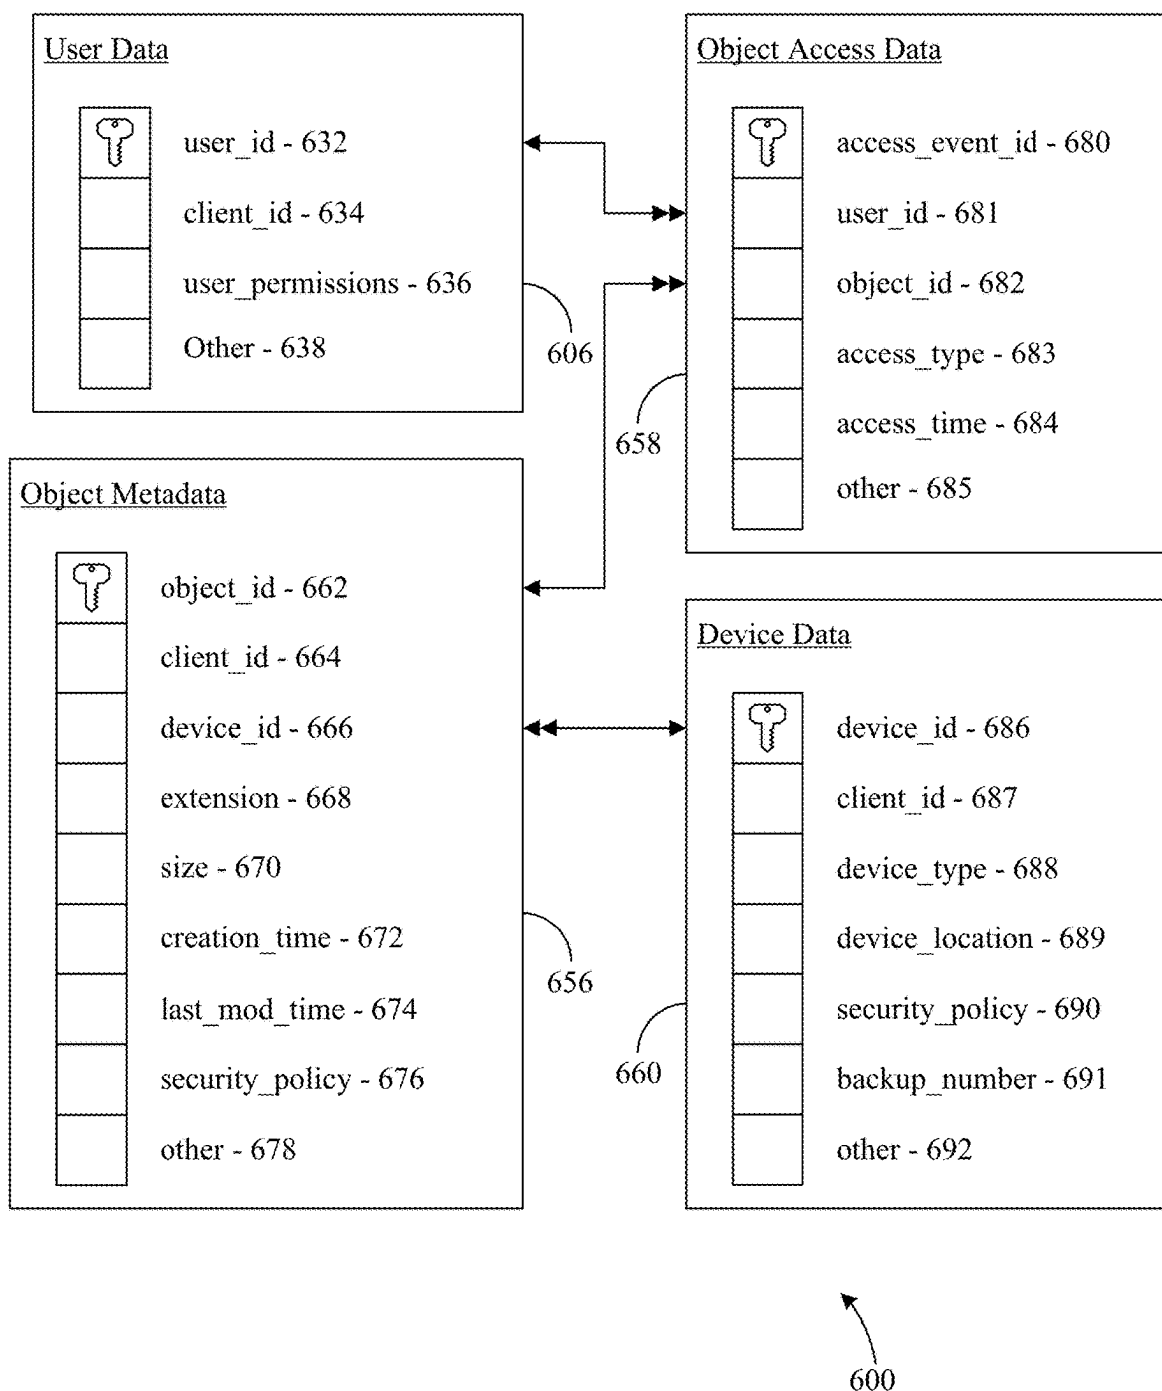 User Data
user_id - 632
client_id - 634
user_permissions - 636
Other - 638
606
Object Access Data
access_event_id - 680
user_id - 681
object_id - 682
access_type - 683
access_time - 684
other - 685
658
Object Metadata
object_id - 662
client_id - 664
device_id - 666
extension - 668
size - 670
creation_time - 672
last_mod_time - 674
security_policy - 676
other - 678
656
Device Data
device_id - 686
client_id - 687
device_type - 688
device_location - 689
security_policy - 690
backup_number - 691
other - 692
660
600